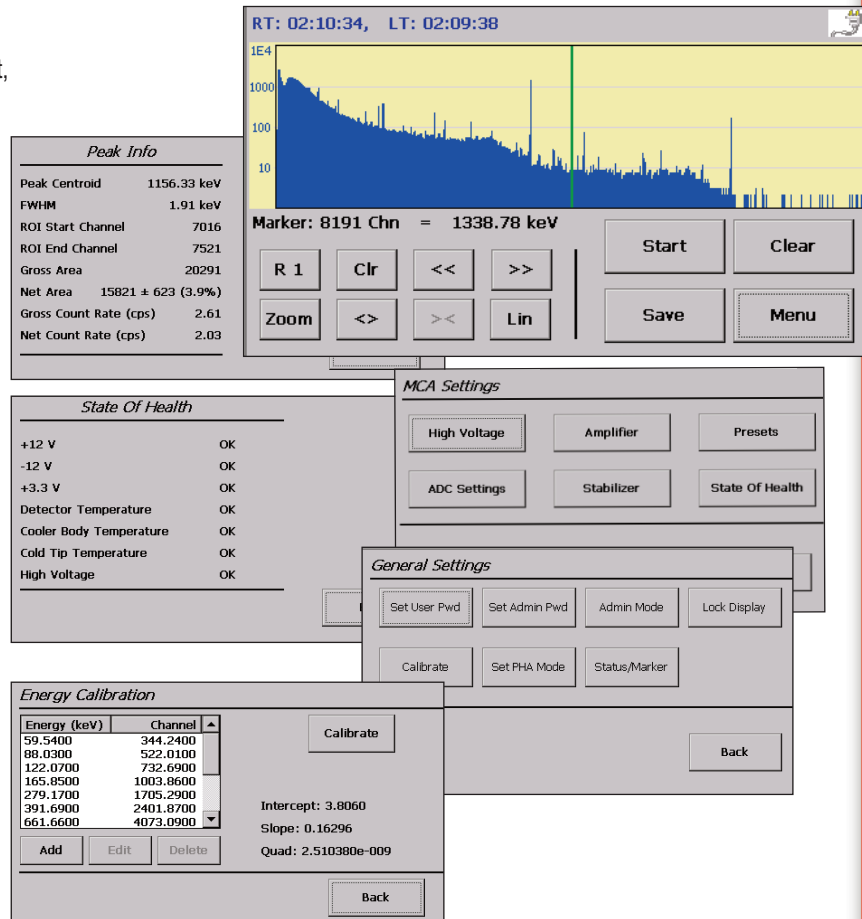 RT: 02:10:34, LT: 02:09:38
1E4
1000
100
10
Marker: 8191 Chn = 1338.78 keV
R 1 Clr << >>
Zoom <> >< Lin
Start Clear
Save Menu
Peak Info
Peak Centroid 1156.33 keV
FWHM 1.91 keV
ROI Start Channel 7016
ROI End Channel 7521
Gross Area 20291
Net Area 15821 ± 623 (3.9%)
Gross Count Rate (cps) 2.61
Net Count Rate (cps) 2.03
State Of Health
+12 V OK
-12 V OK
+3.3 V OK
Detector Temperature OK
Cooler Body Temperature OK
Cold Tip Temperature OK
High Voltage OK
MCA Settings
High Voltage Amplifier Presets
ADC Settings Stabilizer State Of Health
General Settings
Set User Pwd Set Admin Pwd Admin Mode Lock Display
Calibrate Set PHA Mode Status/Marker
Back
Energy Calibration
Energy (keV) Channel
59.5400 344.2400
88.0300 522.0100
122.0700 732.6900
165.8500 1003.8600
279.1700 1705.2900
391.6900 2401.8700
661.6600 4073.0900
Calibrate
Intercept: 3.8060
Slope: 0.16296
Quad: 2.510380e-009
Add Edit Delete
Back